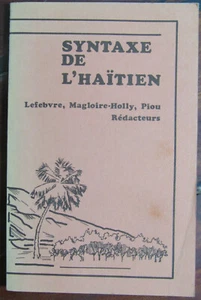 SYNTAXE
DE
L'HAÏTIEN
Lefebvre, Magloire-Holly, Piou
Rédacteurs